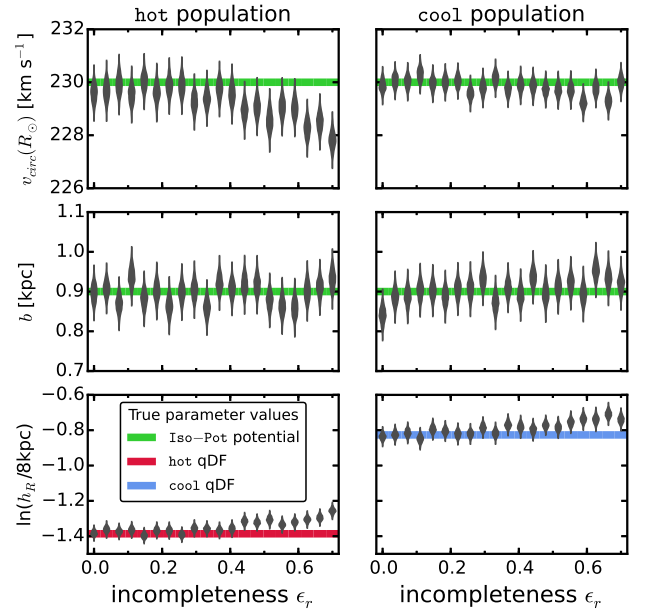 hot population
cool population
v_circ(R_⊙) [km s⁻¹]
232
230
228
226
b [kpc]
1.1
1.0
0.9
0.8
0.7
ln(h_R/8kpc)
−0.6
−0.8
−1.0
−1.2
−1.4
True parameter values
Iso−Pot potential
hot qDF
cool qDF
0.0 0.2 0.4 0.6
0.0 0.2 0.4 0.6
incompleteness ϵ_r
incompleteness ϵ_r